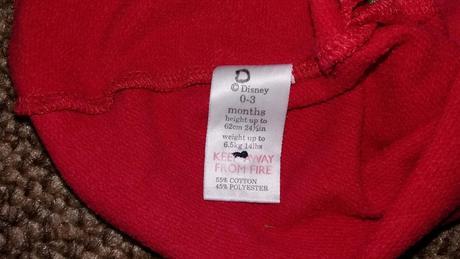 D
© Disney
0-3
months
height up to
62cm 24½in
weight up to
6.5kg 14lbs
KEEP AWAY
FROM FIRE
55% COTTON
45% POLYESTER